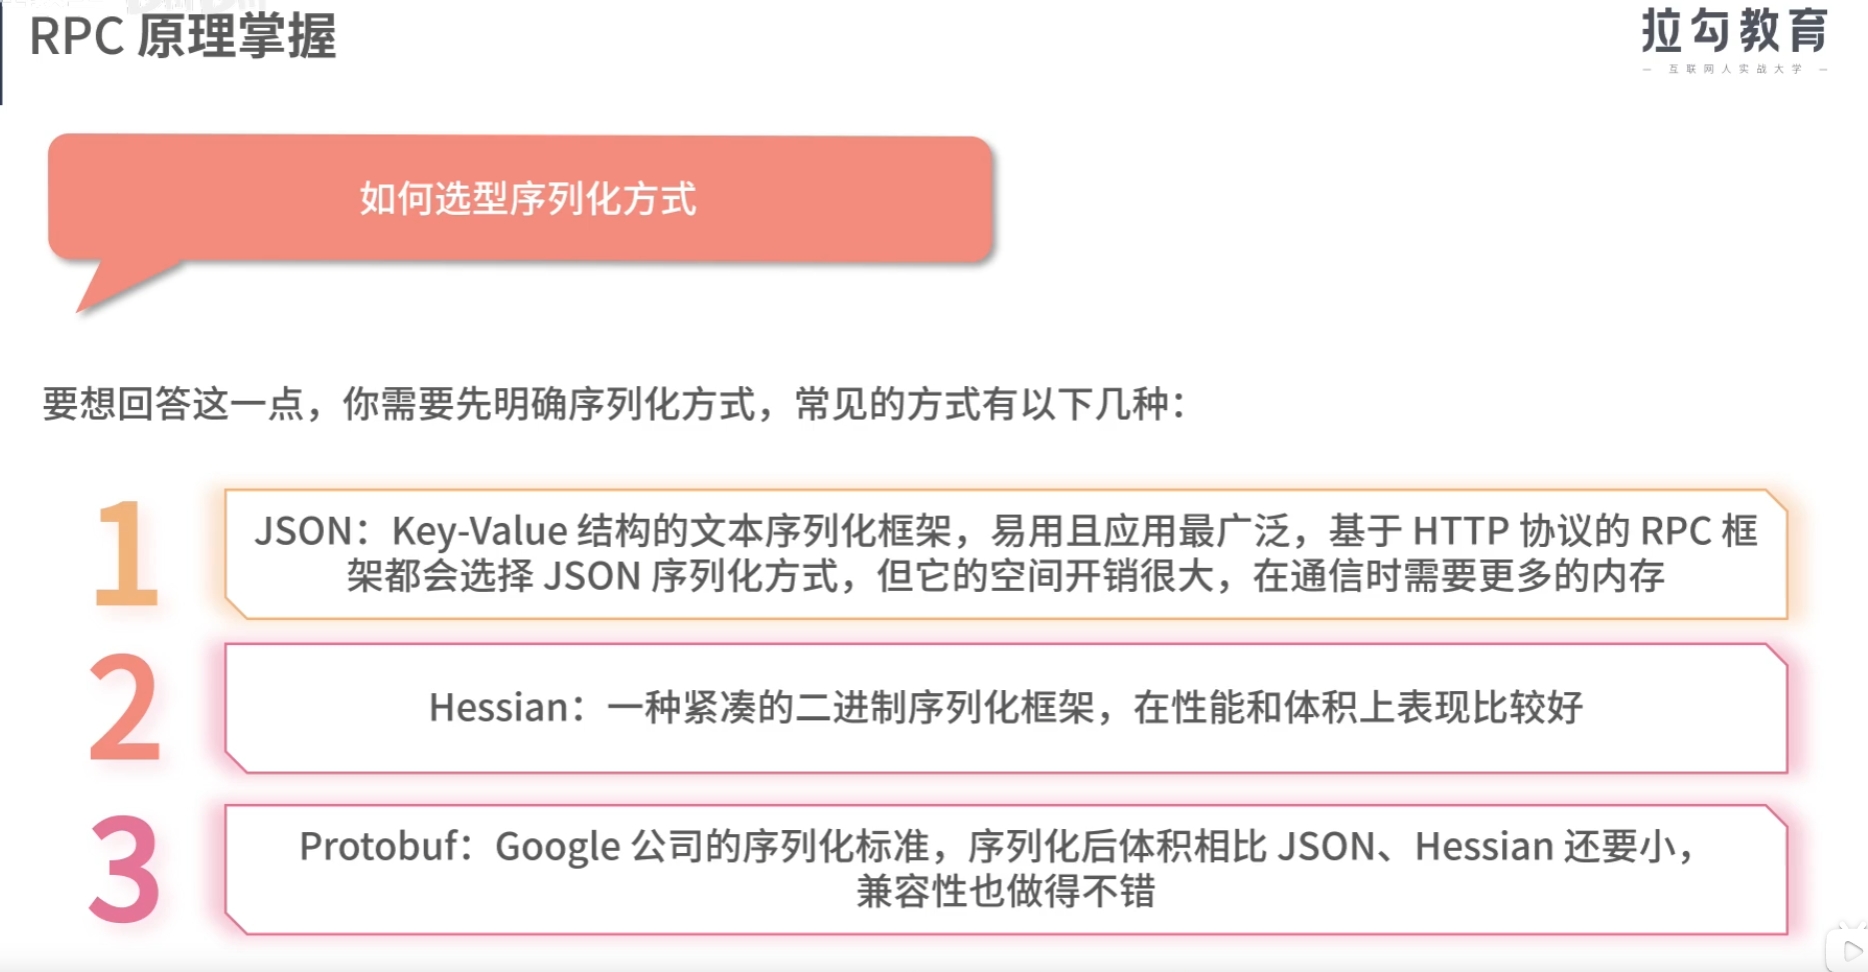 RPC 原理掌握
拉勾教育
— 互联网人实战大学 —
如何选型序列化方式
要想回答这一点，你需要先明确序列化方式，常见的方式有以下几种：
1
JSON：Key-Value 结构的文本序列化框架，易用且应用最广泛，基于 HTTP 协议的 RPC 框
架都会选择 JSON 序列化方式，但它的空间开销很大，在通信时需要更多的内存
2
Hessian：一种紧凑的二进制序列化框架，在性能和体积上表现比较好
3
Protobuf：Google 公司的序列化标准，序列化后体积相比 JSON、Hessian 还要小，
兼容性也做得不错